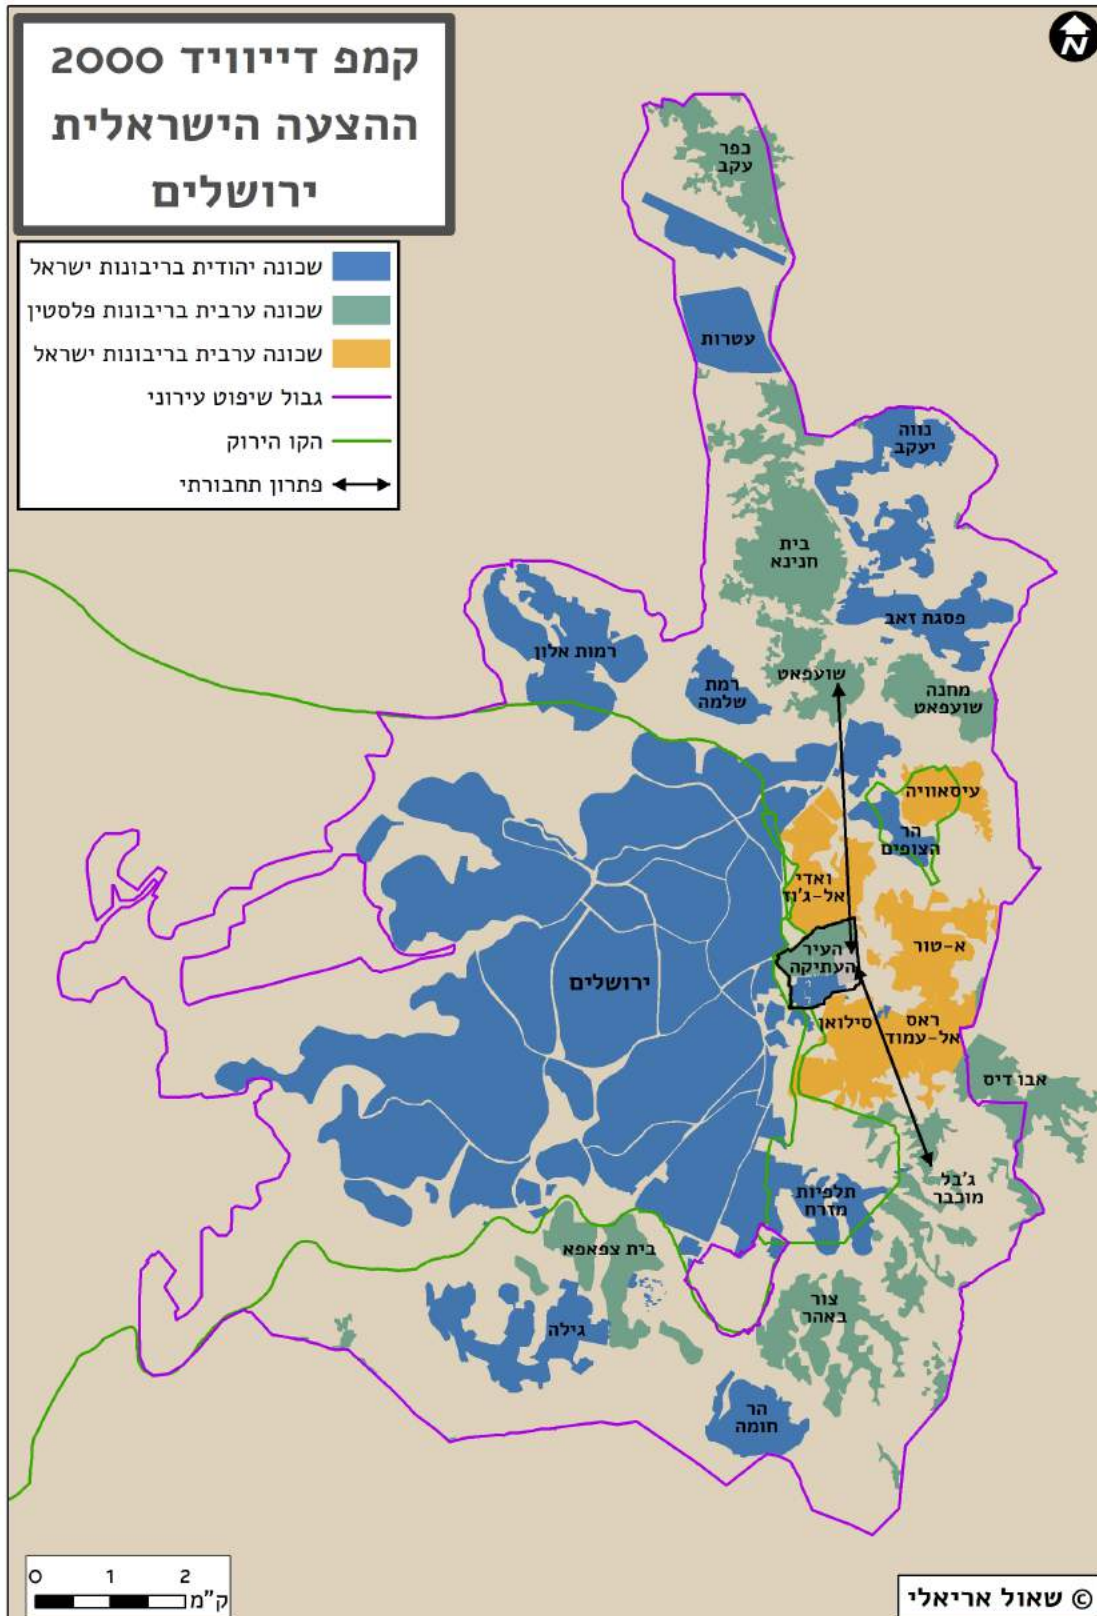 קמפ דייוויד 2000
ההצעה הישראלית
ירושלים
N
שכונה יהודית בריבונות ישראל
שכונה ערבית בריבונות פלסטין
שכונה ערבית בריבונות ישראל
גבול שיפוט עירוני
הקו הירוק
פתרון תחבורתי
כפר
עקב
עטרות
נווה
יעקב
בית
חנינא
פסגת זאב
רמות אלון
רמת
שלמה
שועפאט
מחנה
שועפאט
עיסאוויה
הר
הצופים
ואדי
אל-ג'וז
העיר
העתיקה
א-טור
ירושלים
סילואן
ראס
אל-עמוד
אבו דיס
ג'בל
מוכבר
תלפיות
מזרח
בית צפאפא
צור
באהר
גילה
הר
חומה
0 1 2
ק"מ
© שאול אריאלי